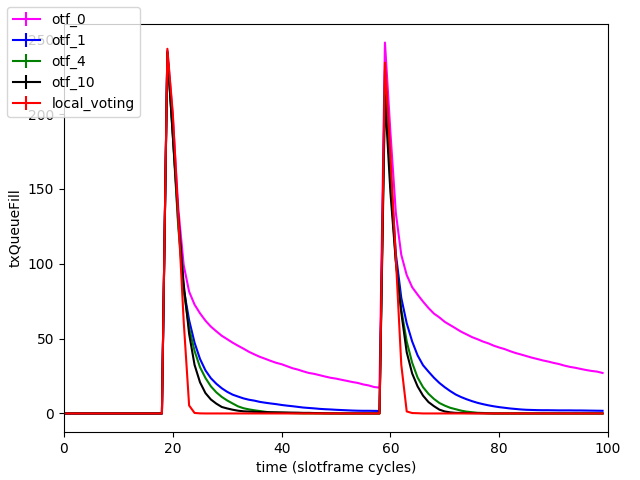 otf_0
otf_1
otf_4
otf_10
local_voting
250
200
150
100
50
0
txQueueFill
0 20 40 60 80 100
time (slotframe cycles)